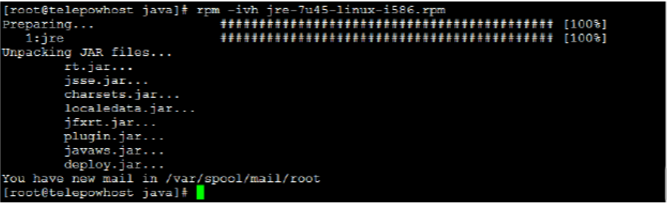 [root@telepowhost java]# rpm -ivh jre-7u45-linux-i586.rpm
Preparing... ########################################### [100%]
1:jre ########################################### [100%]
Unpacking JAR files...
rt.jar...
jsse.jar...
charsets.jar...
localedata.jar...
jfxrt.jar...
plugin.jar...
javaws.jar...
deploy.jar...
You have new mail in /var/spool/mail/root
[root@telepowhost java]#